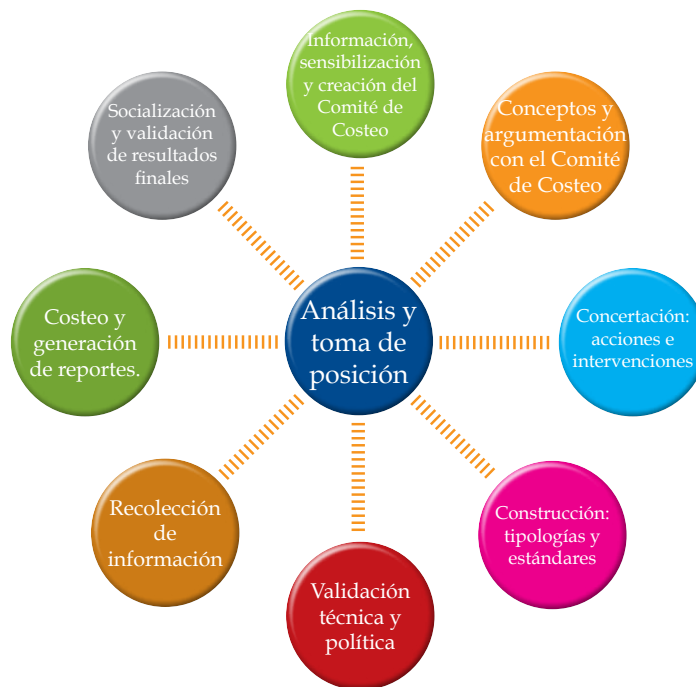 Información,
sensibilización
y creación del
Comité de
Costeo
Conceptos y
argumentación
con el Comité
de Costeo
Concertación:
acciones e
intervenciones
Construcción:
tipologías y
estándares
Validación
técnica y
política
Recolección
de
información
Costeo y
generación
de reportes.
Socialización
y validación
de resultados
finales
Análisis y
toma de
posición